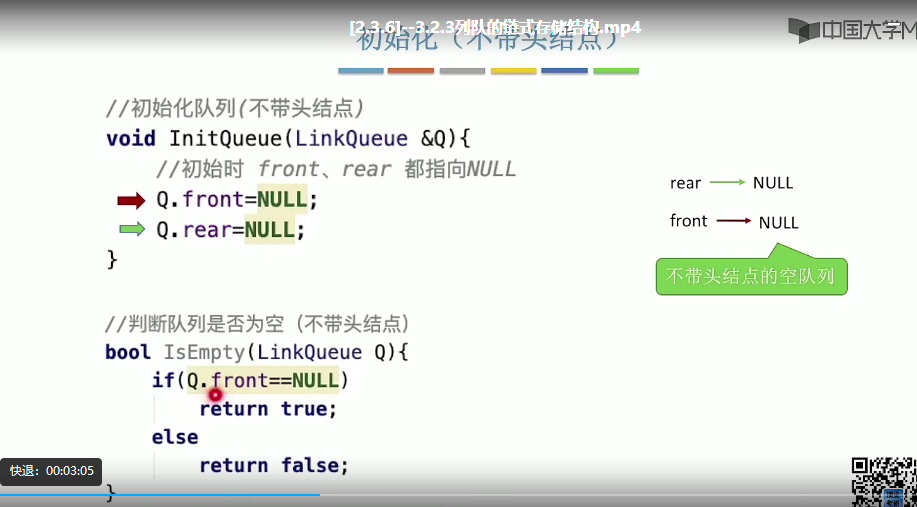 [2.3.6]--3.2.3列队的链式存储结构.mp4
初始化（不带头结点）
中国大学M
//初始化队列(不带头结点)
void InitQueue(LinkQueue &Q){
//初始时 front、rear 都指向NULL
Q.front=NULL;
Q.rear=NULL;
}
rear NULL
front NULL
不带头结点的空队列
//判断队列是否为空（不带头结点）
bool IsEmpty(LinkQueue Q){
if(Q.front==NULL)
return true;
else
return false;
}
快退：00:03:05